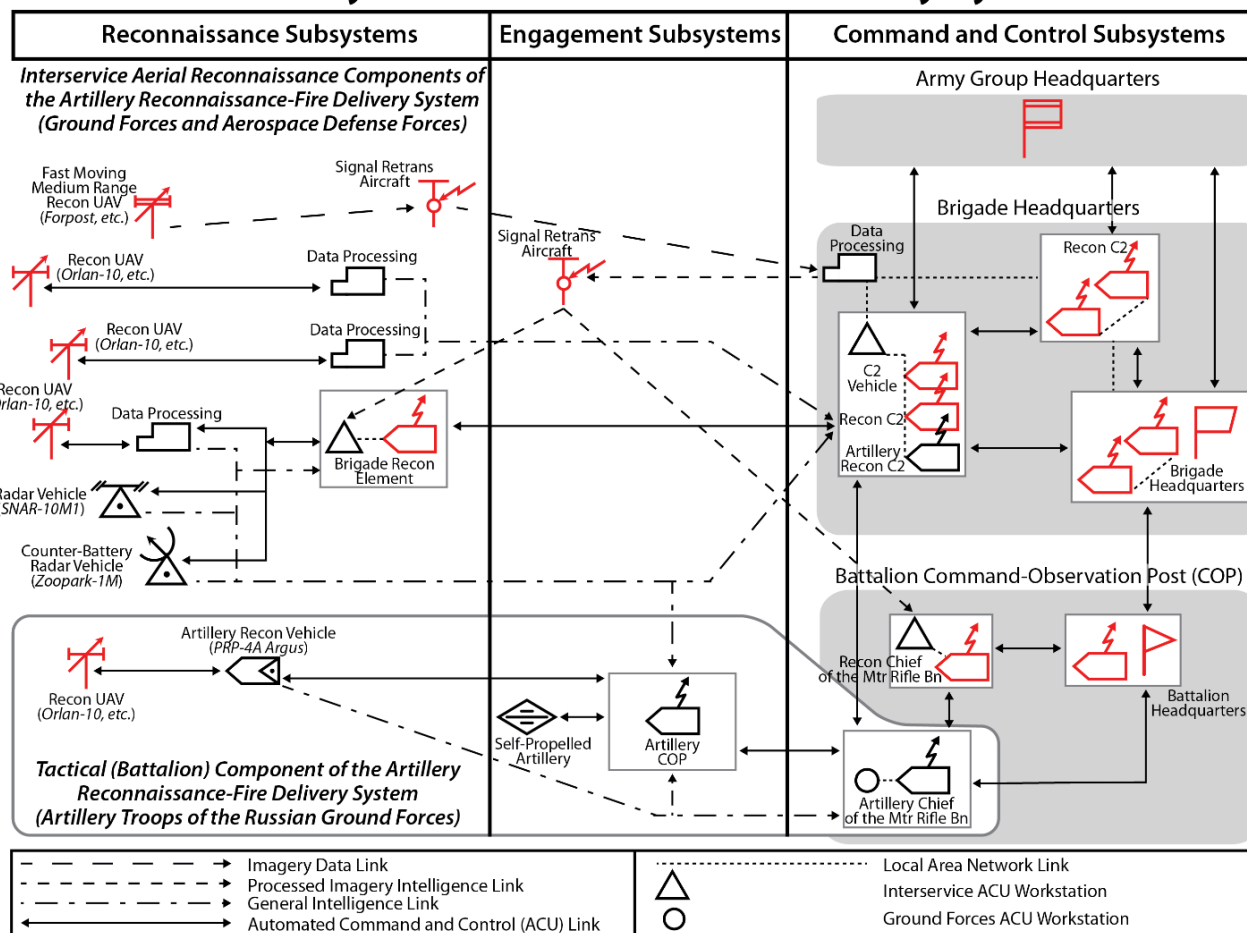 Reconnaissance Subsystems
Engagement Subsystems
Command and Control Subsystems
Interservice Aerial Reconnaissance Components of
the Artillery Reconnaissance-Fire Delivery System
(Ground Forces and Aerospace Defense Forces)
Army Group Headquarters
Fast Moving
Medium Range
Recon UAV
(Forpost, etc.)
Signal Retrans
Aircraft
Signal Retrans
Aircraft
Brigade Headquarters
Data
Processing
Recon C2
Recon UAV
(Orlan-10, etc.)
Data Processing
Recon UAV
(Orlan-10, etc.)
Data Processing
C2
Vehicle
Recon C2
Artillery
Recon C2
Recon UAV
Orlan-10, etc.)
Data Processing
Brigade Recon
Element
Brigade
Headquarters
Radar Vehicle
(SNAR-10M1)
Counter-Battery
Radar Vehicle
(Zoopark-1M)
Battalion Command-Observation Post (COP)
Artillery Recon Vehicle
(PRP-4A Argus)
Recon UAV
(Orlan-10, etc.)
Recon Chief
of the Mtr Rifle Bn
Battalion
Headquarters
Self-Propelled
Artillery
Artillery
COP
Artillery Chief
of the Mtr Rifle Bn
Tactical (Battalion) Component of the Artillery
Reconnaissance-Fire Delivery System
(Artillery Troops of the Russian Ground Forces)
Imagery Data Link
Processed Imagery Intelligence Link
General Intelligence Link
Automated Command and Control (ACU) Link
Local Area Network Link
Interservice ACU Workstation
Ground Forces ACU Workstation